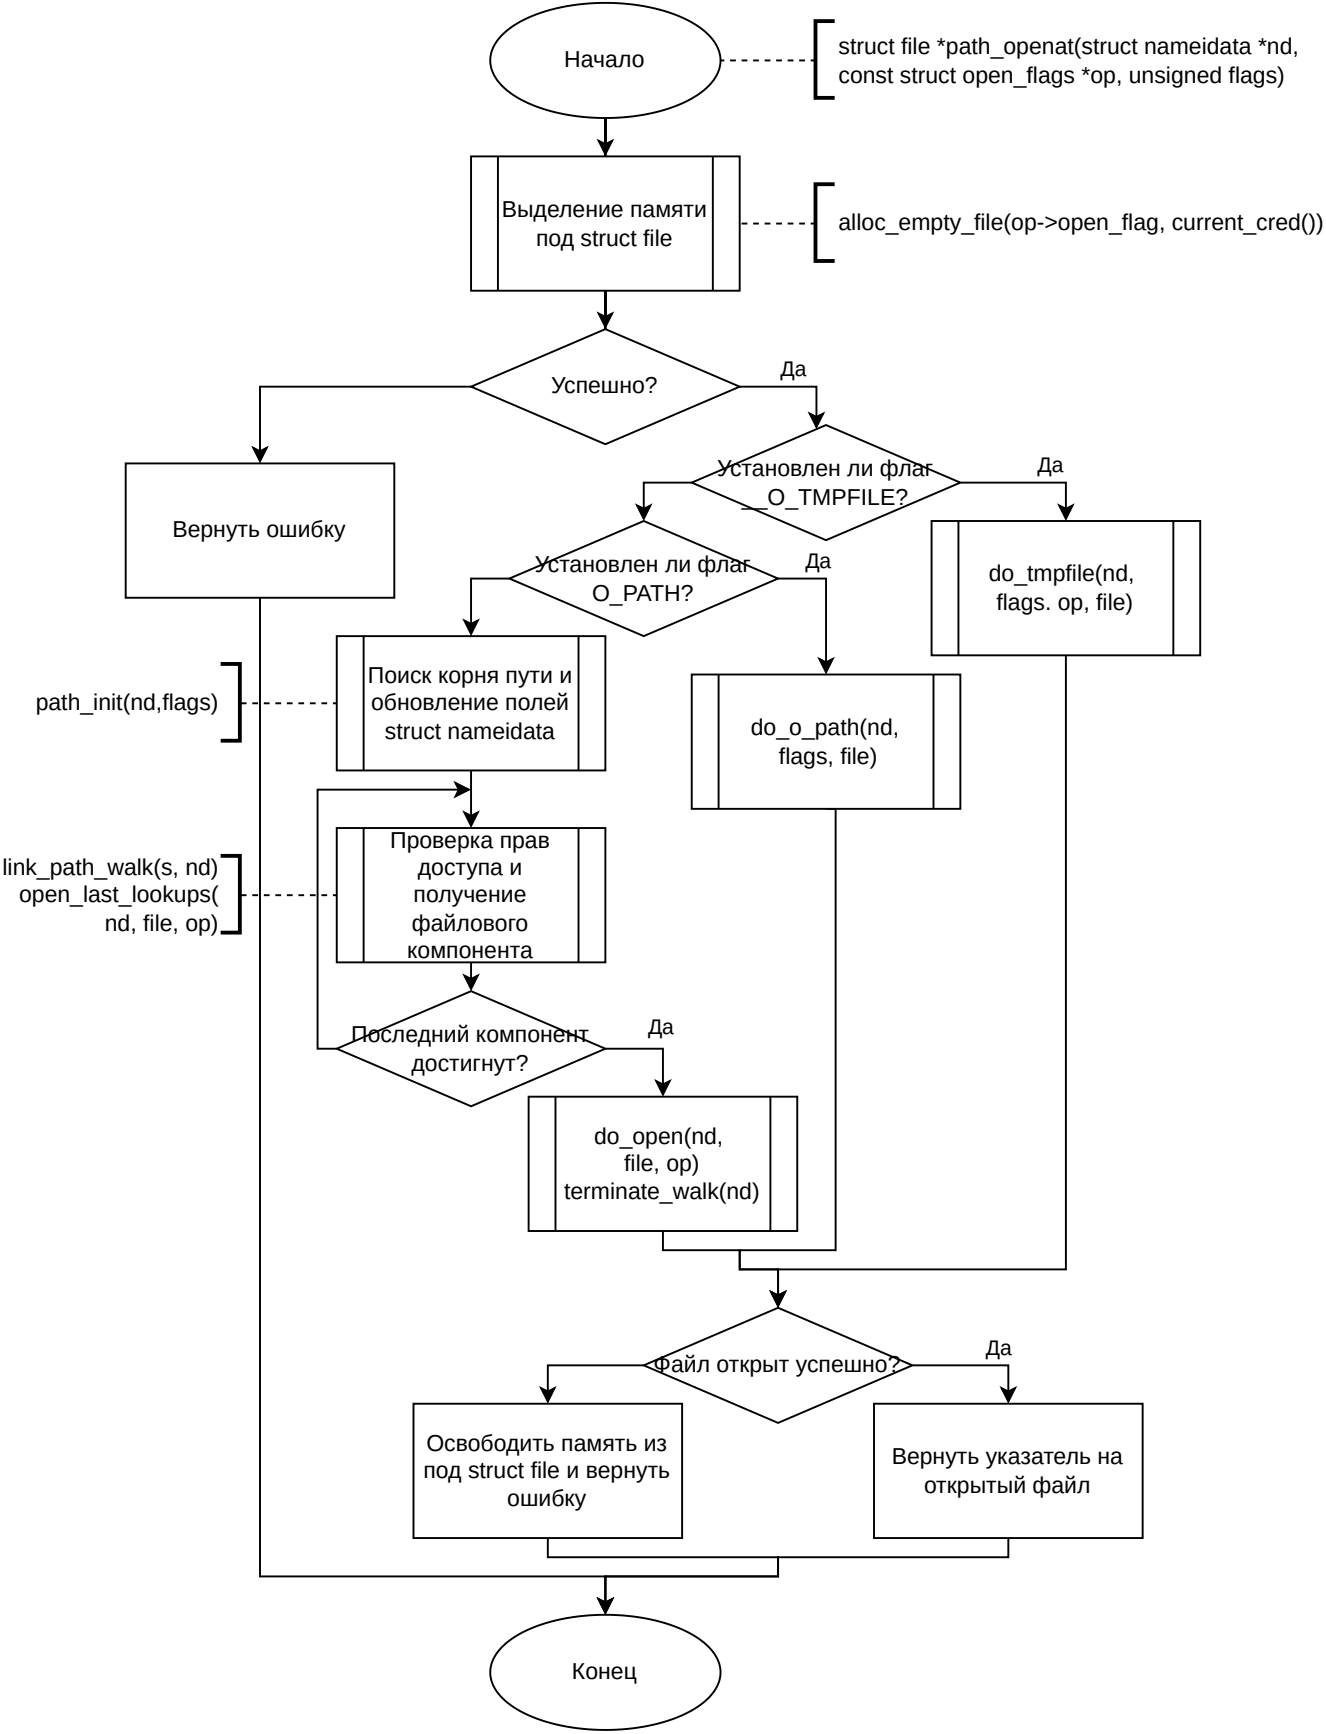 Начало
struct file *path_openat(struct nameidata *nd,
const struct open_flags *op, unsigned flags)
Выделение памяти
под struct file
alloc_empty_file(op->open_flag, current_cred())
Успешно?
Да
Установлен ли флаг
__O_TMPFILE?
Да
Вернуть ошибку
Установлен ли флаг
O_PATH?
Да
do_tmpfile(nd,
flags. op, file)
Поиск корня пути и
обновление полей
struct nameidata
path_init(nd,flags)
do_o_path(nd,
flags, file)
Проверка прав
доступа и
получение
файлового
компонента
link_path_walk(s, nd)
open_last_lookups(
nd, file, op)
Последний компонент
достигнут?
Да
do_open(nd,
file, op)
terminate_walk(nd)
Файл открыт успешно?
Да
Освободить память из
под struct file и вернуть
ошибку
Вернуть указатель на
открытый файл
Конец